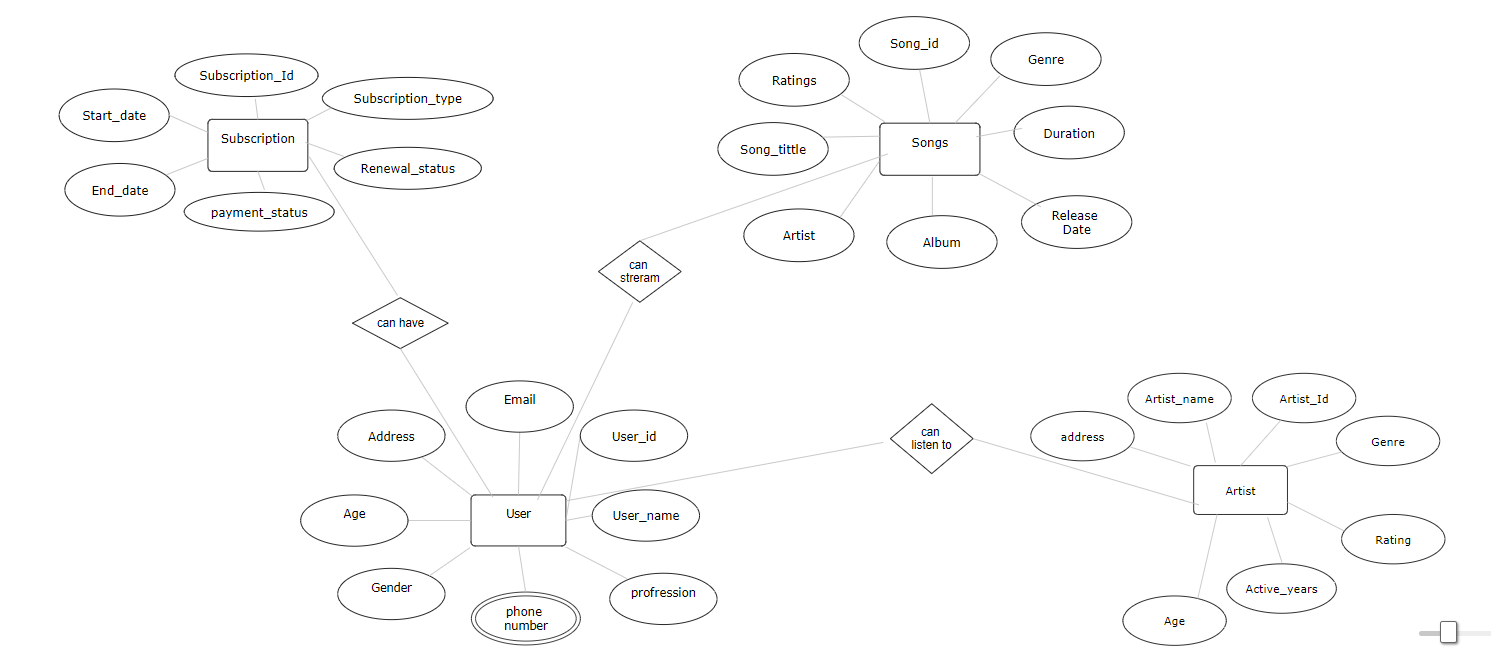 Song_id
Genre
Ratings
Subscription_Id
Subscription_type
Start_date
Duration
Subscription
Songs
Song_tittle
Renewal_status
End_date
payment_status
Release
Date
Artist
Album
can
streram
can have
Email
Artist_name
Artist_Id
Address
User_id
can
listen to
address
Genre
Artist
Age
User
User_name
Rating
Gender
profression
Active_years
phone
number
Age